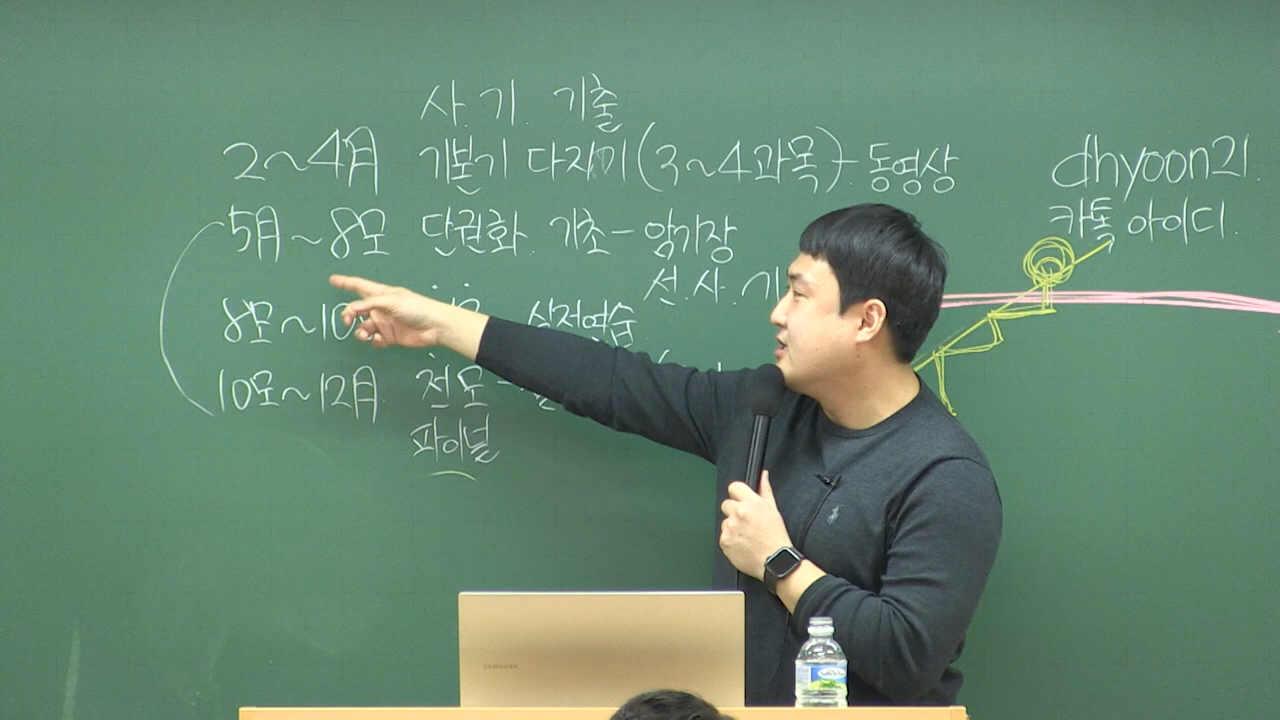 사.기. 기출
2~4月 기본기 다지미(3~4과목)-동영상
5月~8모 단권화. 기초-암기장
선.사.기
8모~10 실전연습
10모~12月 전모-
파이널
dhyoon21.
카톡 아이디.
SAMSUNG